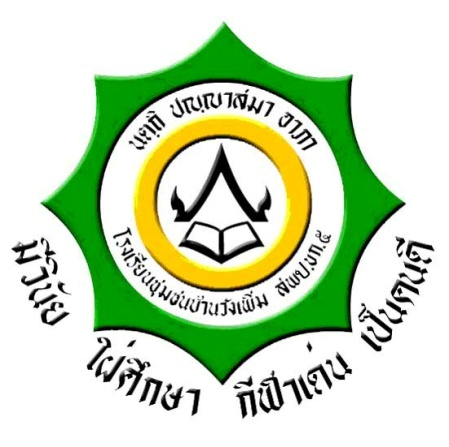 นตฺถิ ปญฺญาสมา อาภา
โรงเรียนชุมชนบ้านวังเพิ่ม สพป.ขก.๕
มีวินัย ใฝ่ศึกษา กีฬาเด่น เป็นคนดี